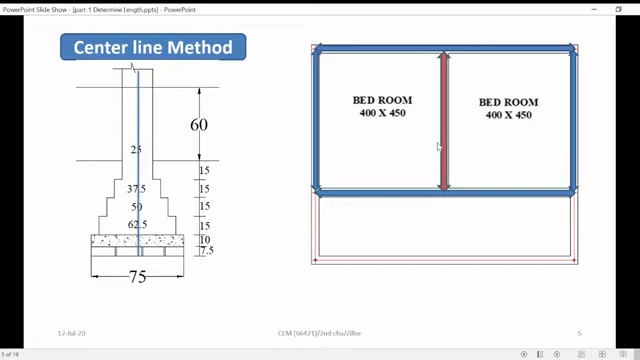 PowerPoint Slide Show - [part-1 Determine Length.pptx] - PowerPoint
Center line Method
60
25
15
37.5
15
50
15
62.5
15
10
7.5
75
BED ROOM
400 X 450
BED ROOM
400 X 450
12-Jul-20
CEM (66421)/2nd.cha/Zillur
5
5 of 19